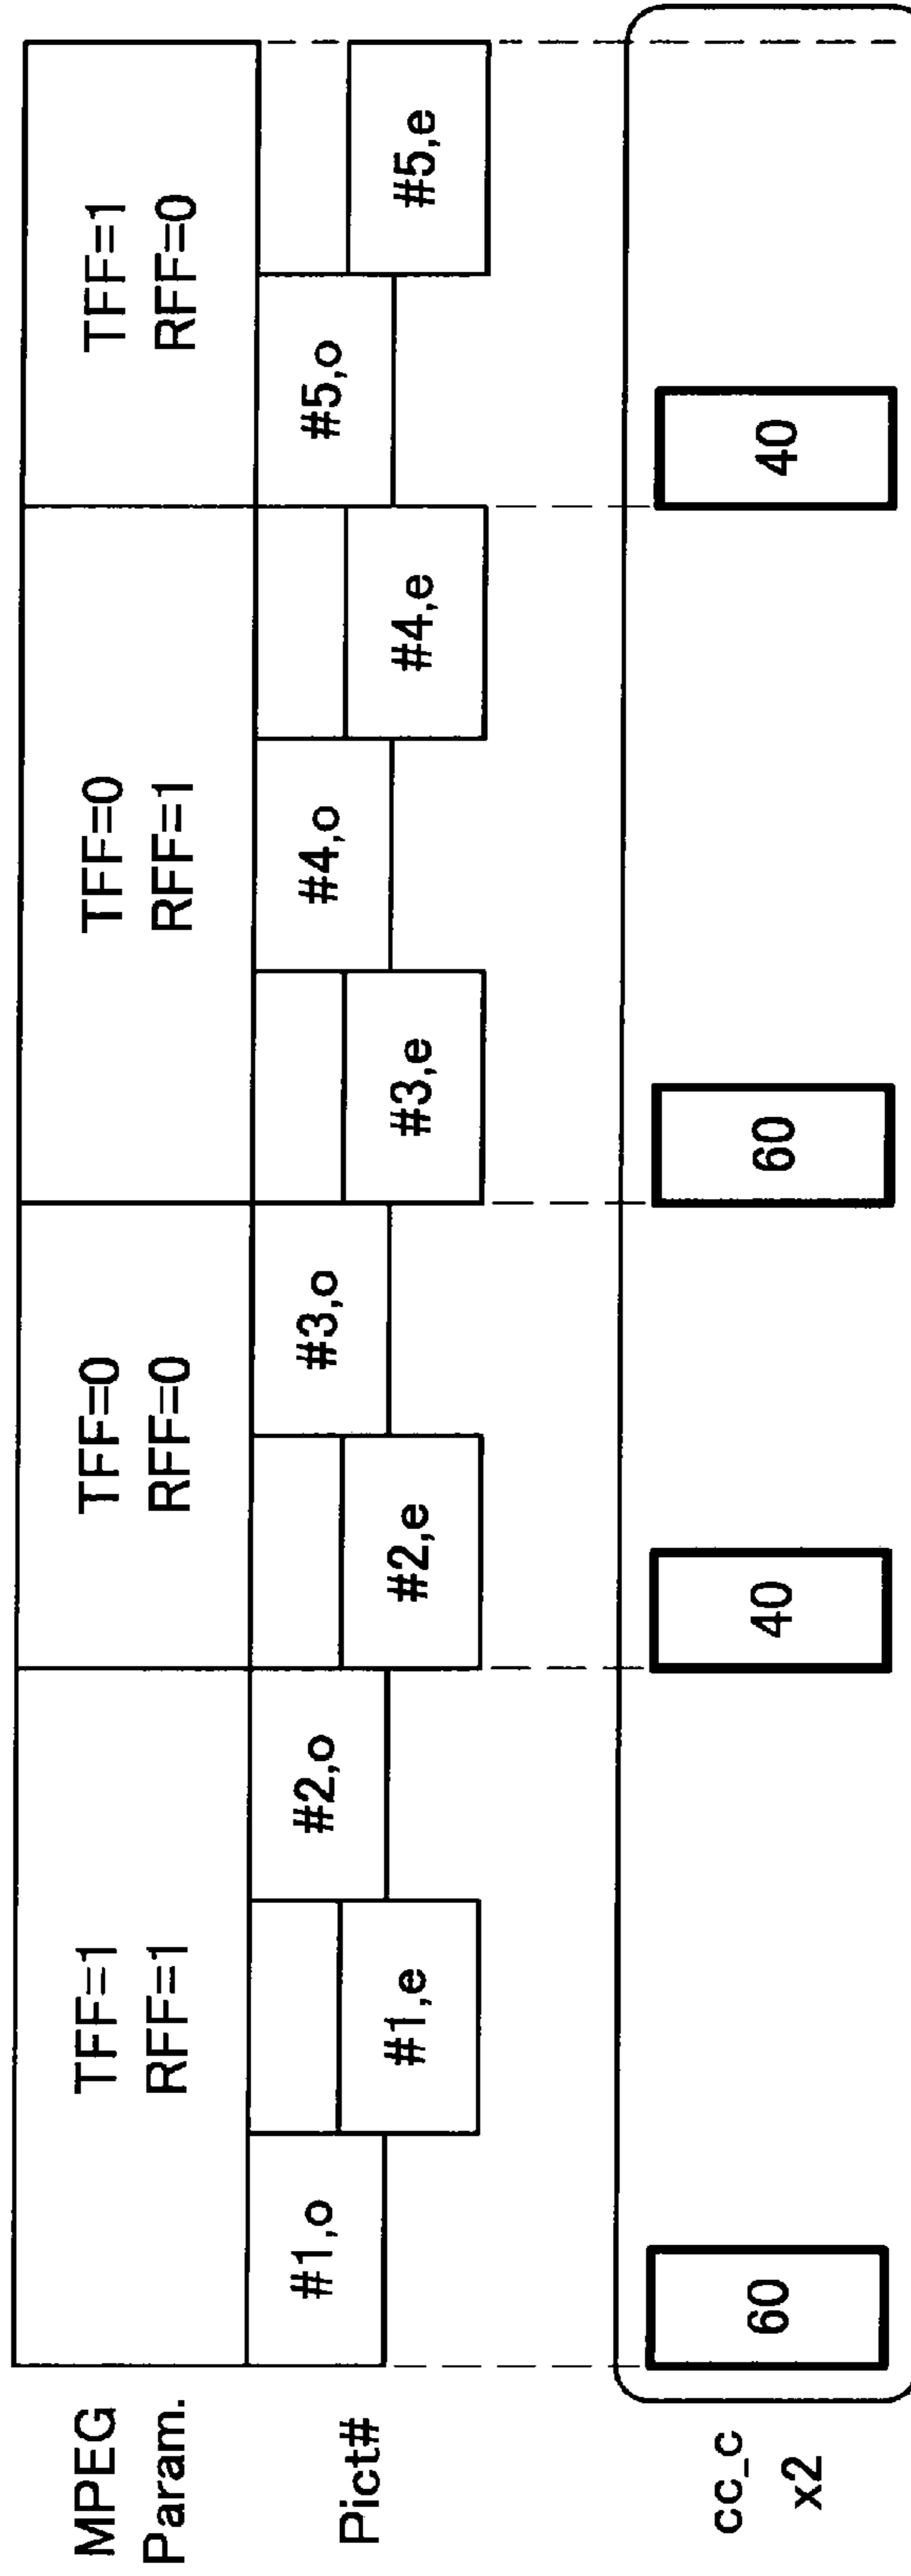 MPEG
Param.
TFF=1
RFF=1
TFF=0
RFF=0
TFF=0
RFF=1
TFF=1
RFF=0
Pict#
#1,o
#1,e
#2,o
#2,e
#3,o
#3,e
#4,o
#4,e
#5,o
#5,e
cc_c
x2
60
40
60
40